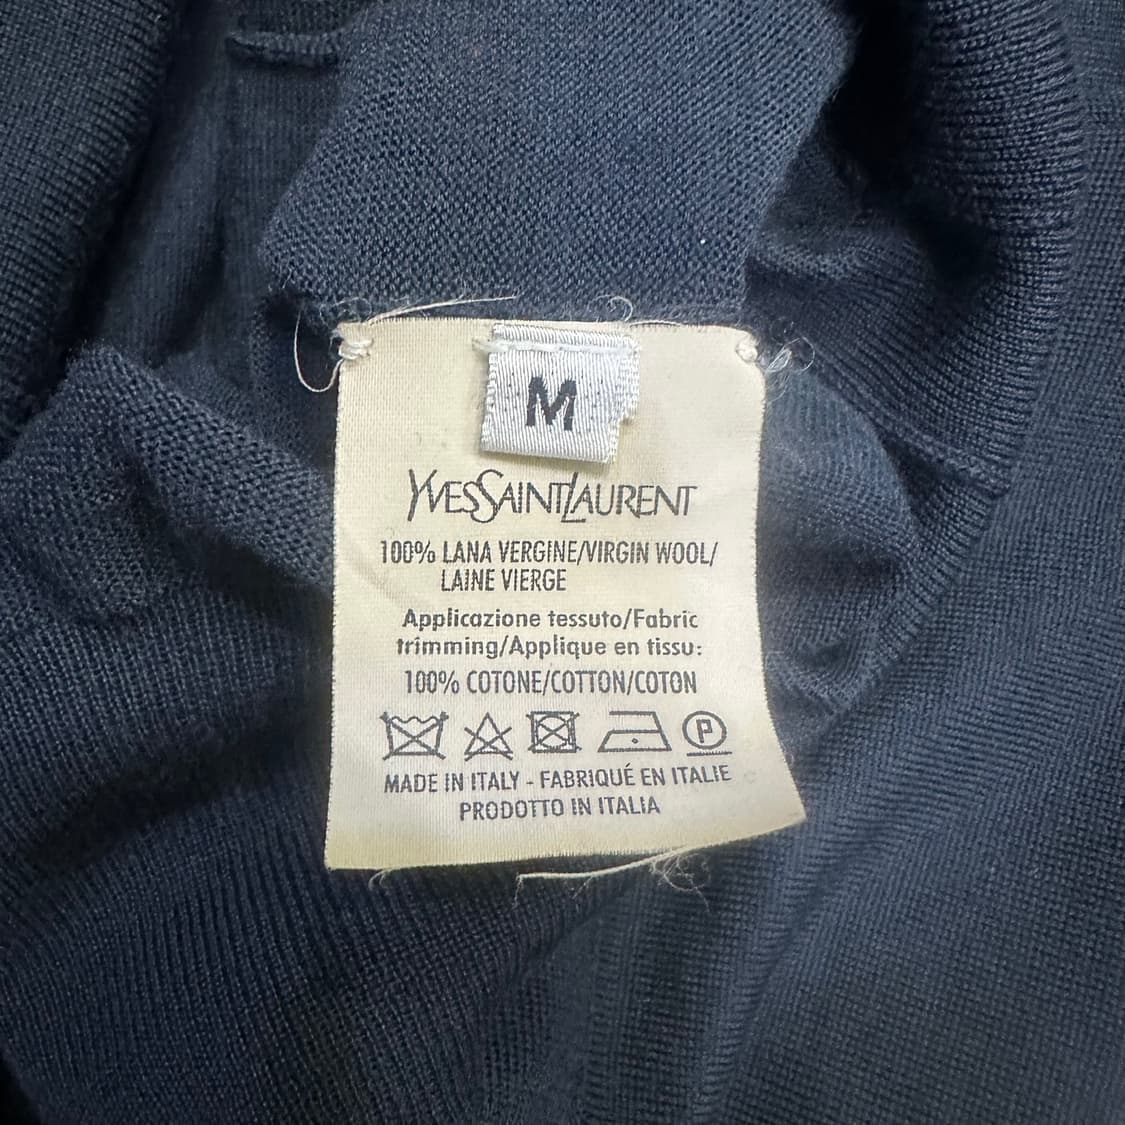 M
YVESSAINTLAURENT
100% LANA VERGINE/VIRGIN WOOL/
LAINE VIERGE
Applicazione tessuto/Fabric
trimming/Applique en tissu:
100% COTONE/COTTON/COTON
P
MADE IN ITALY - FABRIQUÉ EN ITALIE
PRODOTTO IN ITALIA